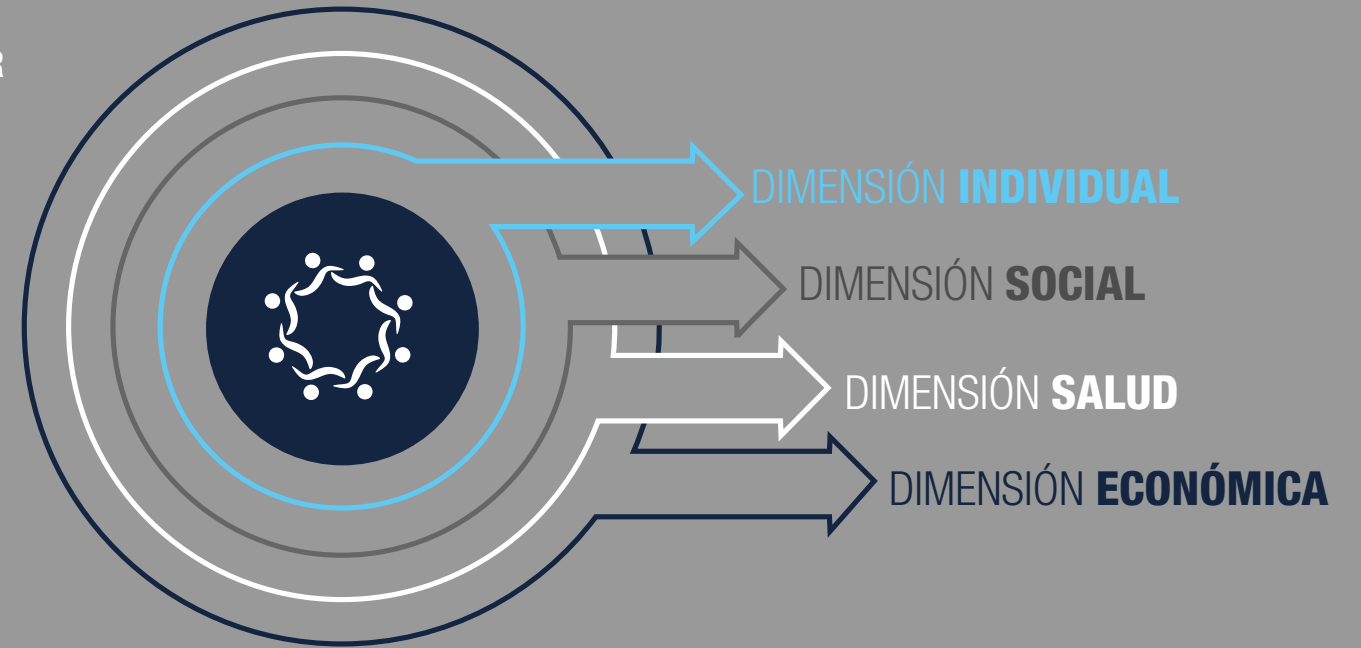 R
DIMENSIÓN INDIVIDUAL
DIMENSIÓN SOCIAL
DIMENSIÓN SALUD
DIMENSIÓN ECONÓMICA